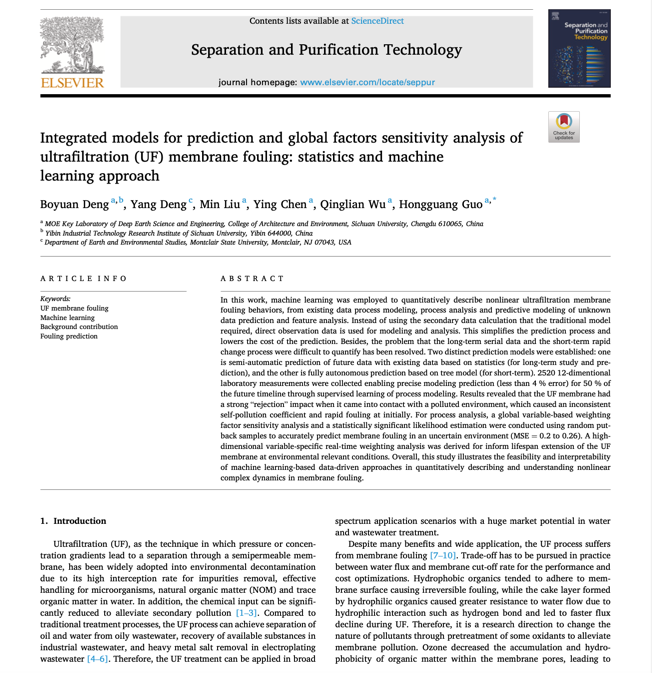 Contents lists available at ScienceDirect
Separation and Purification Technology
journal homepage: www.elsevier.com/locate/seppur
ELSEVIER
Separation and
Purification
Technology
Check for
updates
Integrated models for prediction and global factors sensitivity analysis of
ultrafiltration (UF) membrane fouling: statistics and machine
learning approach
Boyuan Deng a,b, Yang Deng c, Min Liu a, Ying Chen a, Qinglian Wu a, Hongguang Guo a,*
a MOE Key Laboratory of Deep Earth Science and Engineering, College of Architecture and Environment, Sichuan University, Chengdu 610065, China
b Yibin Industrial Technology Research Institute of Sichuan University, Yibin 644000, China
c Department of Earth and Environmental Studies, Montclair State University, Montclair, NJ 07043, USA
ARTICLE INFO
Keywords:
UF membrane fouling
Machine learning
Background contribution
Fouling prediction
ABSTRACT
In this work, machine learning was employed to quantitatively describe nonlinear ultrafiltration membrane
fouling behaviors, from existing data process modeling, process analysis and predictive modeling of unknown
data prediction and feature analysis. Instead of using the secondary data calculation that the traditional model
required, direct observation data is used for modeling and analysis. This simplifies the prediction process and
lowers the cost of the prediction. Besides, the problem that the long-term serial data and the short-term rapid
change process were difficult to quantify has been resolved. Two distinct prediction models were established: one
is semi-automatic prediction of future data with existing data based on statistics (for long-term study and pre-
diction), and the other is fully autonomous prediction based on tree model (for short-term). 2520 12-dimentional
laboratory measurements were collected enabling precise modeling prediction (less than 4 % error) for 50 % of
the future timeline through supervised learning of process modeling. Results revealed that the UF membrane had
a strong “rejection” impact when it came into contact with a polluted environment, which caused an inconsistent
self-pollution coefficient and rapid fouling at initially. For process analysis, a global variable-based weighting
factor sensitivity analysis and a statistically significant likelihood estimation were conducted using random put-
back samples to accurately predict membrane fouling in an uncertain environment (MSE = 0.2 to 0.26). A high-
dimensional variable-specific real-time weighting analysis was derived for inform lifespan extension of the UF
membrane at environmental relevant conditions. Overall, this study illustrates the feasibility and interpretability
of machine learning-based data-driven approaches in quantitatively describing and understanding nonlinear
complex dynamics in membrane fouling.
1. Introduction
Ultrafiltration (UF), as the technique in which pressure or concen-
tration gradients lead to a separation through a semipermeable mem-
brane, has been widely adopted into environmental decontamination
due to its high interception rate for impurities removal, effective
handling for microorganisms, natural organic matter (NOM) and trace
organic matter in water. In addition, the chemical input can be signifi-
cantly reduced to alleviate secondary pollution [1–3]. Compared to
traditional treatment processes, the UF process can achieve separation of
oil and water from oily wastewater, recovery of available substances in
industrial wastewater, and heavy metal salt removal in electroplating
wastewater [4–6]. Therefore, the UF treatment can be applied in broad
spectrum application scenarios with a huge market potential in water
and wastewater treatment.
Despite many benefits and wide application, the UF process suffers
from membrane fouling [7–10]. Trade-off has to be pursued in practice
between water flux and membrane cut-off rate for the performance and
cost optimizations. Hydrophobic organics tended to adhere to mem-
brane surface causing irreversible fouling, while the cake layer formed
by hydrophilic organics caused greater resistance to water flow due to
hydrophilic interaction such as hydrogen bond and led to faster flux
decline during UF. Therefore, it is a research direction to change the
nature of pollutants through pretreatment of some oxidants to alleviate
membrane pollution. Ozone decreased the accumulation and hydro-
phobicity of organic matter within the membrane pores, leading to